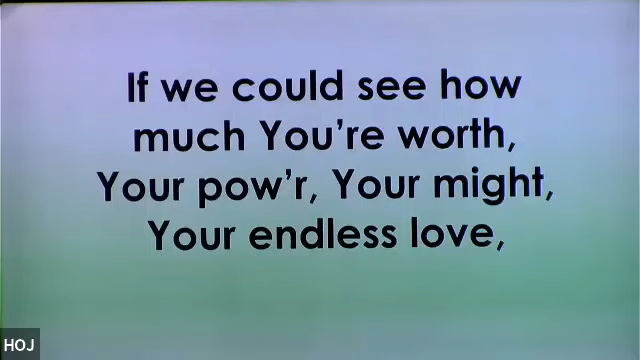 If we could see how
much You're worth,
Your pow'r, Your might,
Your endless love,
HOJ